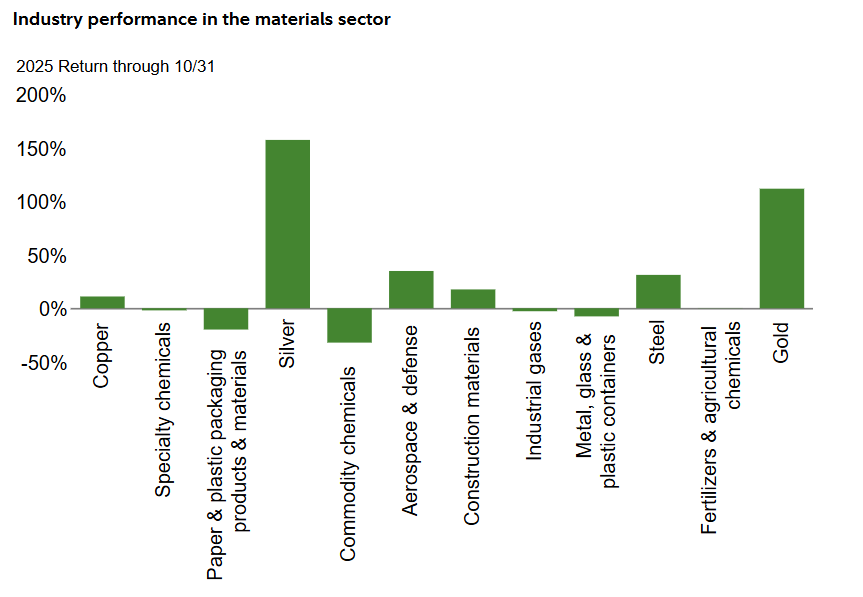 Industry performance in the materials sector
2025 Return through 10/31
200%
150%
100%
50%
0%
-50%
Copper
Specialty chemicals
Paper & plastic packaging
products & materials
Silver
Commodity chemicals
Aerospace & defense
Construction materials
Industrial gases
Metal, glass &
plastic containers
Steel
Fertilizers & agricultural
chemicals
Gold